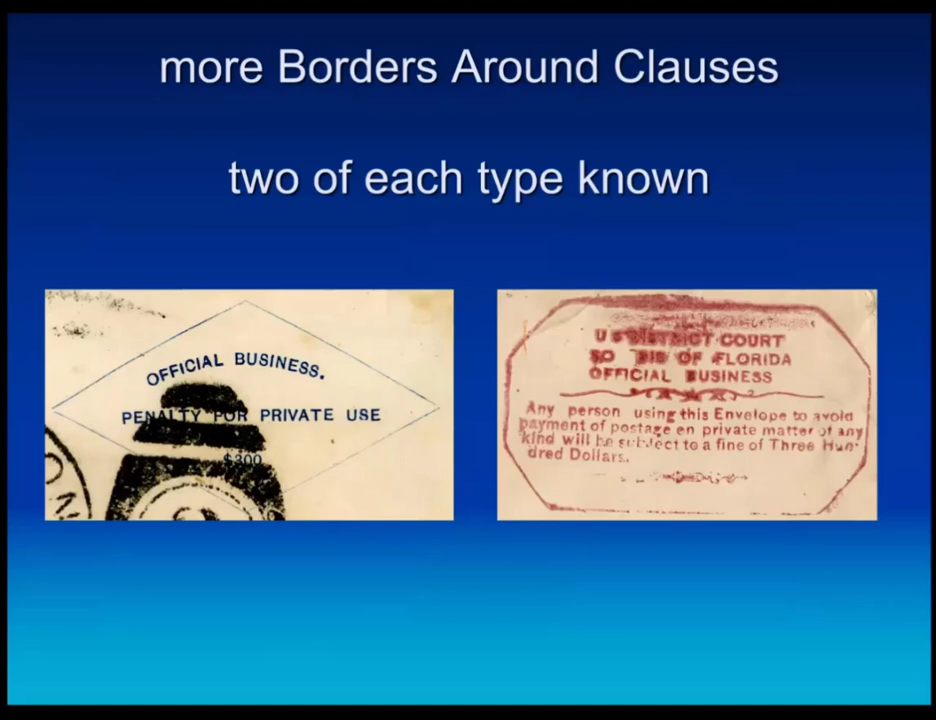 more Borders Around Clauses
two of each type known
OFFICIAL BUSINESS.
PENALTY FOR PRIVATE USE
$300
ON
U S DISTRICT COURT
SO DIS OF FLORIDA
OFFICIAL BUSINESS
Any person using this Envelope to avoid
payment of postage en private matter of any
kind will be subject to a fine of Three Hun-
dred Dollars.